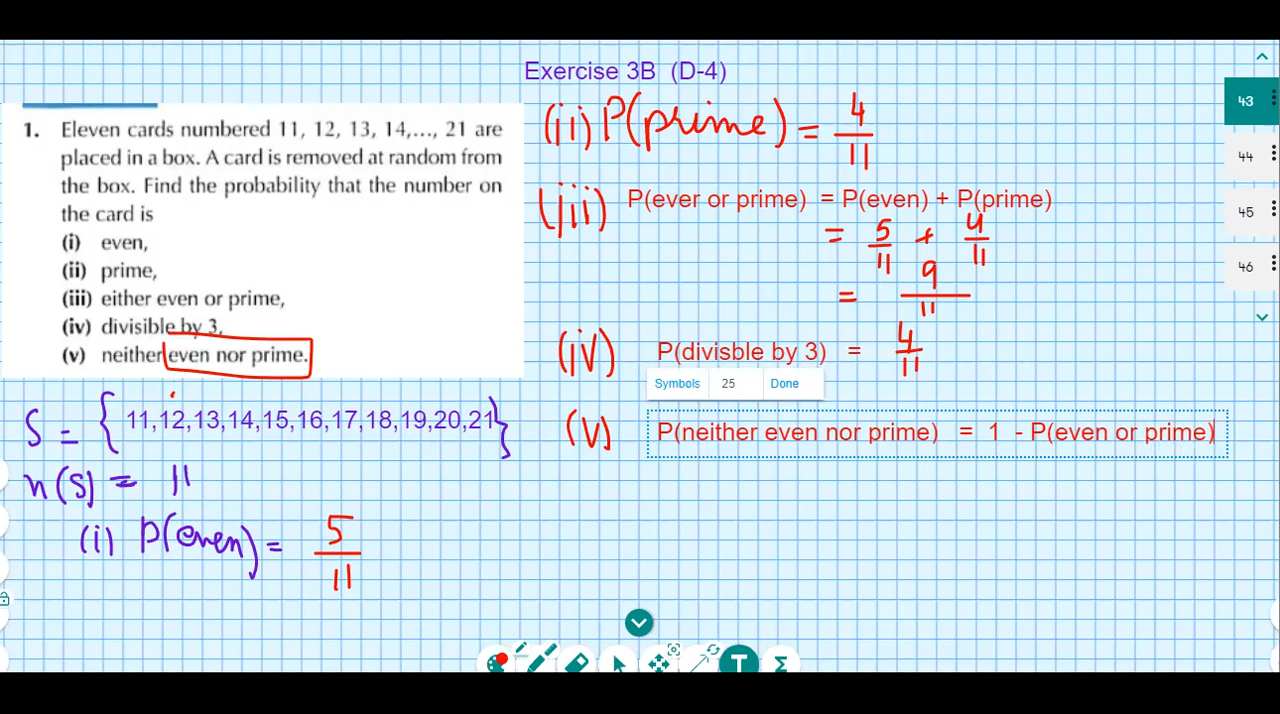 Exercise 3B (D-4)
1. Eleven cards numbered 11, 12, 13, 14,..., 21 are
placed in a box. A card is removed at random from
the box. Find the probability that the number on
the card is
(i) even,
(ii) prime,
(iii) either even or prime,
(iv) divisible by 3,
(v) neither even nor prime.
S = { 11,12,13,14,15,16,17,18,19,20,21 }
n(S) = 11
(i) P(even) = 5/11
(ii) P(prime) = 4/11
(iii) P(ever or prime) = P(even) + P(prime)
= 5/11 + 4/11
= 9/11
(iv) P(divisble by 3) = 4/11
Symbols 25 Done
(v) P(neither even nor prime) = 1 - P(even or prime)
43
44
45
46
T
Σ